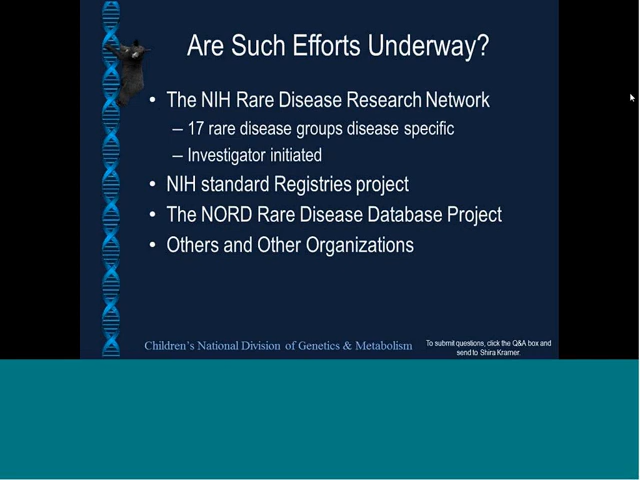 Are Such Efforts Underway?
• The NIH Rare Disease Research Network
– 17 rare disease groups disease specific
– Investigator initiated
• NIH standard Registries project
• The NORD Rare Disease Database Project
• Others and Other Organizations
Children's National Division of Genetics & Metabolism
To submit questions, click the Q&A box and
send to Shira Kramer.